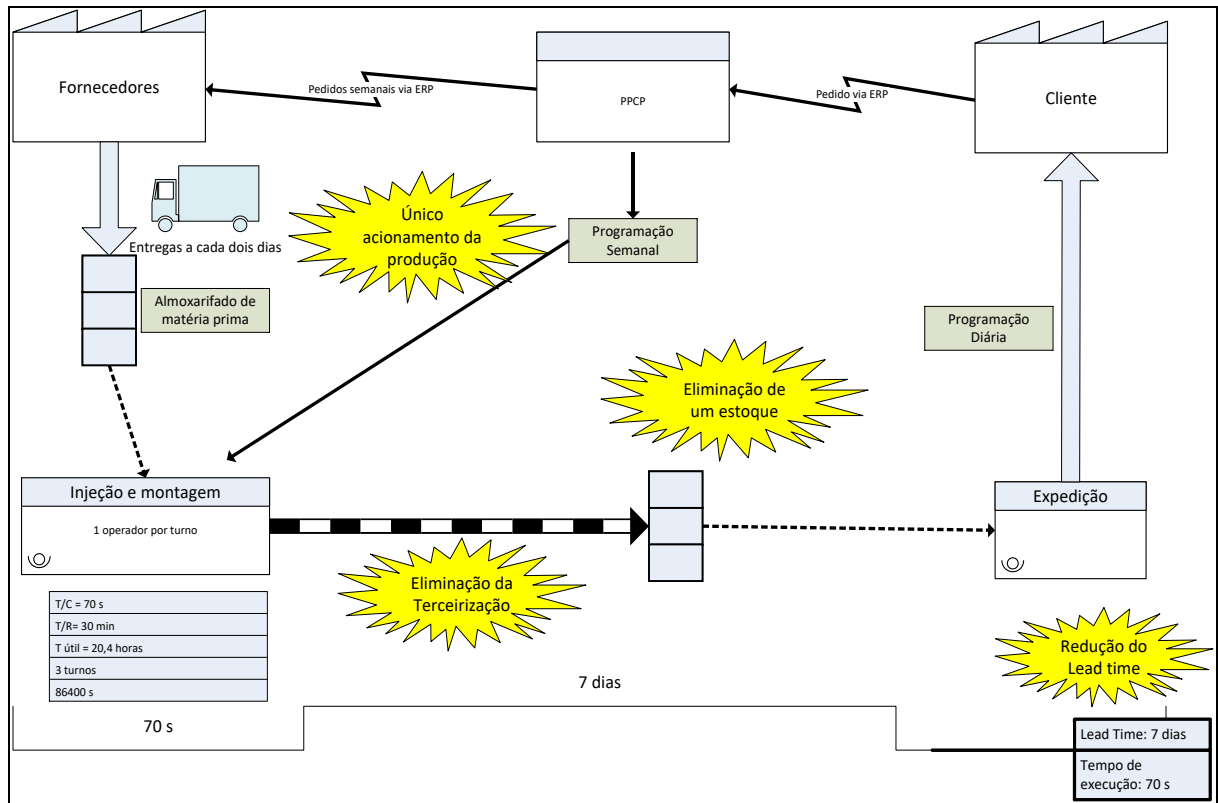 Fornecedores
Pedidos semanais via ERP
PPCP
Pedido via ERP
Cliente
Entregas a cada dois dias
Único
acionamento da
produção
Programação
Semanal
Almoxarifado de
matéria prima
Programação
Diária
Eliminação de
um estoque
Injeção e montagem
1 operador por turno
Expedição
Eliminação da
Terceirização
T/C = 70 s
T/R= 30 min
T útil = 20,4 horas
3 turnos
86400 s
Redução do
Lead time
70 s
7 dias
Lead Time: 7 dias
Tempo de
execução: 70 s